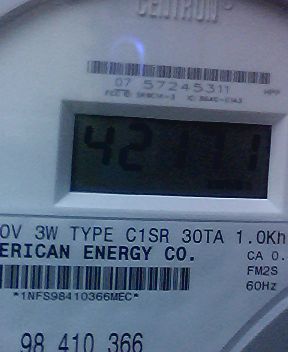 CENTRON®
07 57245311
42171
0V 3W TYPE C1SR 30TA 1.0Kh
ERICAN ENERGY CO.
CA 0.
FM2S
*1NFS98410366MEC*
60Hz
98 410 366